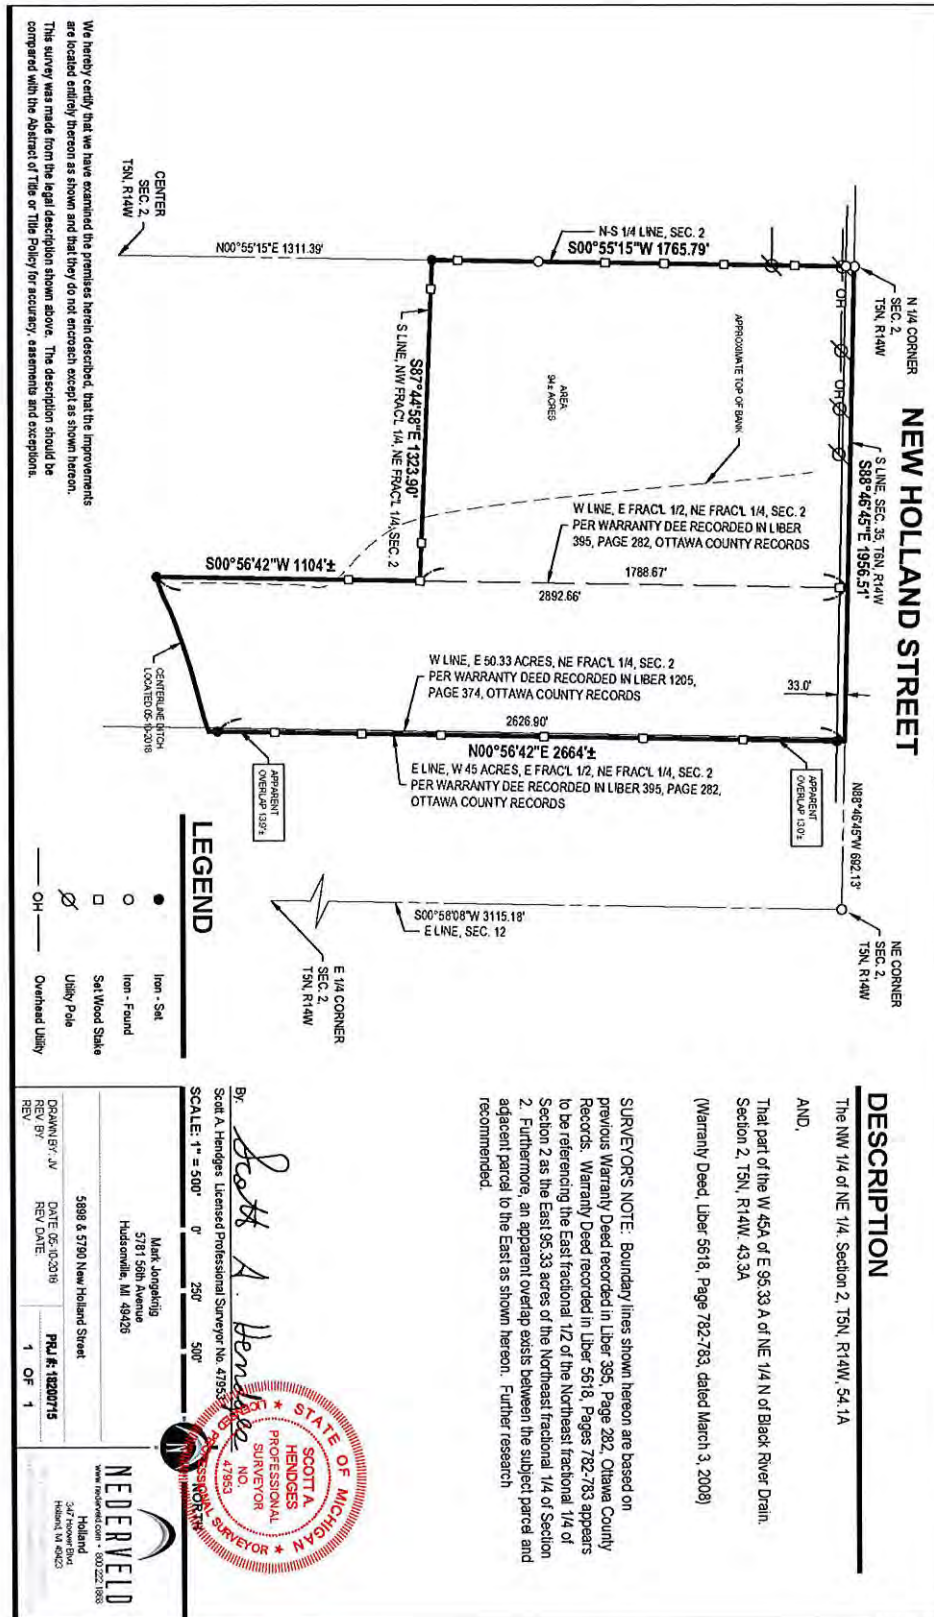 NEW HOLLAND STREET
N 1/4 CORNER
SEC. 2,
T5N, R14W
S LINE, SEC. 35, T6N, R14W
S88°46'45"E 1956.51'
N88°46'45"W 692.13'
NE CORNER
SEC. 2,
T5N, R14W
33.0'
OH
OH
N-S 1/4 LINE, SEC. 2
S00°55'15"W 1765.79'
N00°55'15"E 1311.39'
CENTER
SEC. 2,
T5N, R14W
APPROXIMATE TOP OF BANK
AREA
94± ACRES
W LINE, E FRAC'L 1/2, NE FRAC'L 1/4, SEC. 2
PER WARRANTY DEE RECORDED IN LIBER
395, PAGE 282, OTTAWA COUNTY RECORDS
1788.67'
2892.66'
S87°44'58"E 1323.90'
S LINE, NW FRAC'L 1/4, NE FRAC'L 1/4, SEC. 2
S00°56'42"W 1104'±
W LINE, E 50.33 ACRES, NE FRAC'L 1/4, SEC. 2
PER WARRANTY DEED RECORDED IN LIBER 1205,
PAGE 374, OTTAWA COUNTY RECORDS
2626.90'
N00°56'42"E 2664'±
E LINE, W 45 ACRES, E FRAC'L 1/2, NE FRAC'L 1/4, SEC. 2
PER WARRANTY DEE RECORDED IN LIBER 395, PAGE 282,
OTTAWA COUNTY RECORDS
APPARENT
OVERLAP 13.0'±
APPARENT
OVERLAP 13.9'±
CENTERLINE DITCH
LOCATED 05-10-2018
S00°58'08"W 3115.18'
E LINE, SEC. 12
E 1/4 CORNER
SEC. 2,
T5N, R14W
We hereby certify that we have examined the premises herein described, that the improvements
are located entirely thereon as shown and that they do not encroach except as shown hereon.
This survey was made from the legal description shown above. The description should be
compared with the Abstract of Title or Title Policy for accuracy, easements and exceptions.
LEGEND
Iron - Set
Iron - Found
Set Wood Stake
Utility Pole
OH
Overhead Utility
DESCRIPTION
The NW 1/4 of NE 1/4. Section 2, T5N, R14W, 54.1A
AND,
That part of the W 45A of E 95.33 A of NE 1/4 N of Black River Drain.
Section 2, T5N, R14W. 43.3A
(Warranty Deed, Liber 5618, Page 782-783, dated March 3, 2008)
SURVEYOR'S NOTE: Boundary lines shown hereon are based on
previous Warranty Deed recorded in Liber 395, Page 282, Ottawa County
Records. Warranty Deed recorded in Liber 5618, Pages 782-783 appears
to be referencing the East fractional 1/2 of the Northeast fractional 1/4 of
Section 2 as the East 95.33 acres of the Northeast fractional 1/4 of Section
2. Furthermore, an apparent overlap exists between the subject parcel and
adjacent parcel to the East as shown hereon. Further research
recommended.
By: Scott A. Hendges
Scott A. Hendges Licensed Professional Surveyor No. 47953
STATE OF MICHIGAN
SCOTT A.
HENDGES
PROFESSIONAL
SURVEYOR
NO.
47953
LICENSED PROFESSIONAL SURVEYOR
SCALE: 1" = 500'
0'
250'
500'
N
NORTH
Mark Jongekrijg
5781 56th Avenue
Hudsonville, MI 49426
5898 & 5790 New Holland Street
DRAWN BY: JV
DATE: 05-10-2018
REV. BY:
REV. DATE:
REV.:
PRJ #: 18200715
1 OF 1
NEDERVELD
www.nederveld.com • 800.222.1868
Holland
347 Hoover Blvd.
Holland, MI 49423